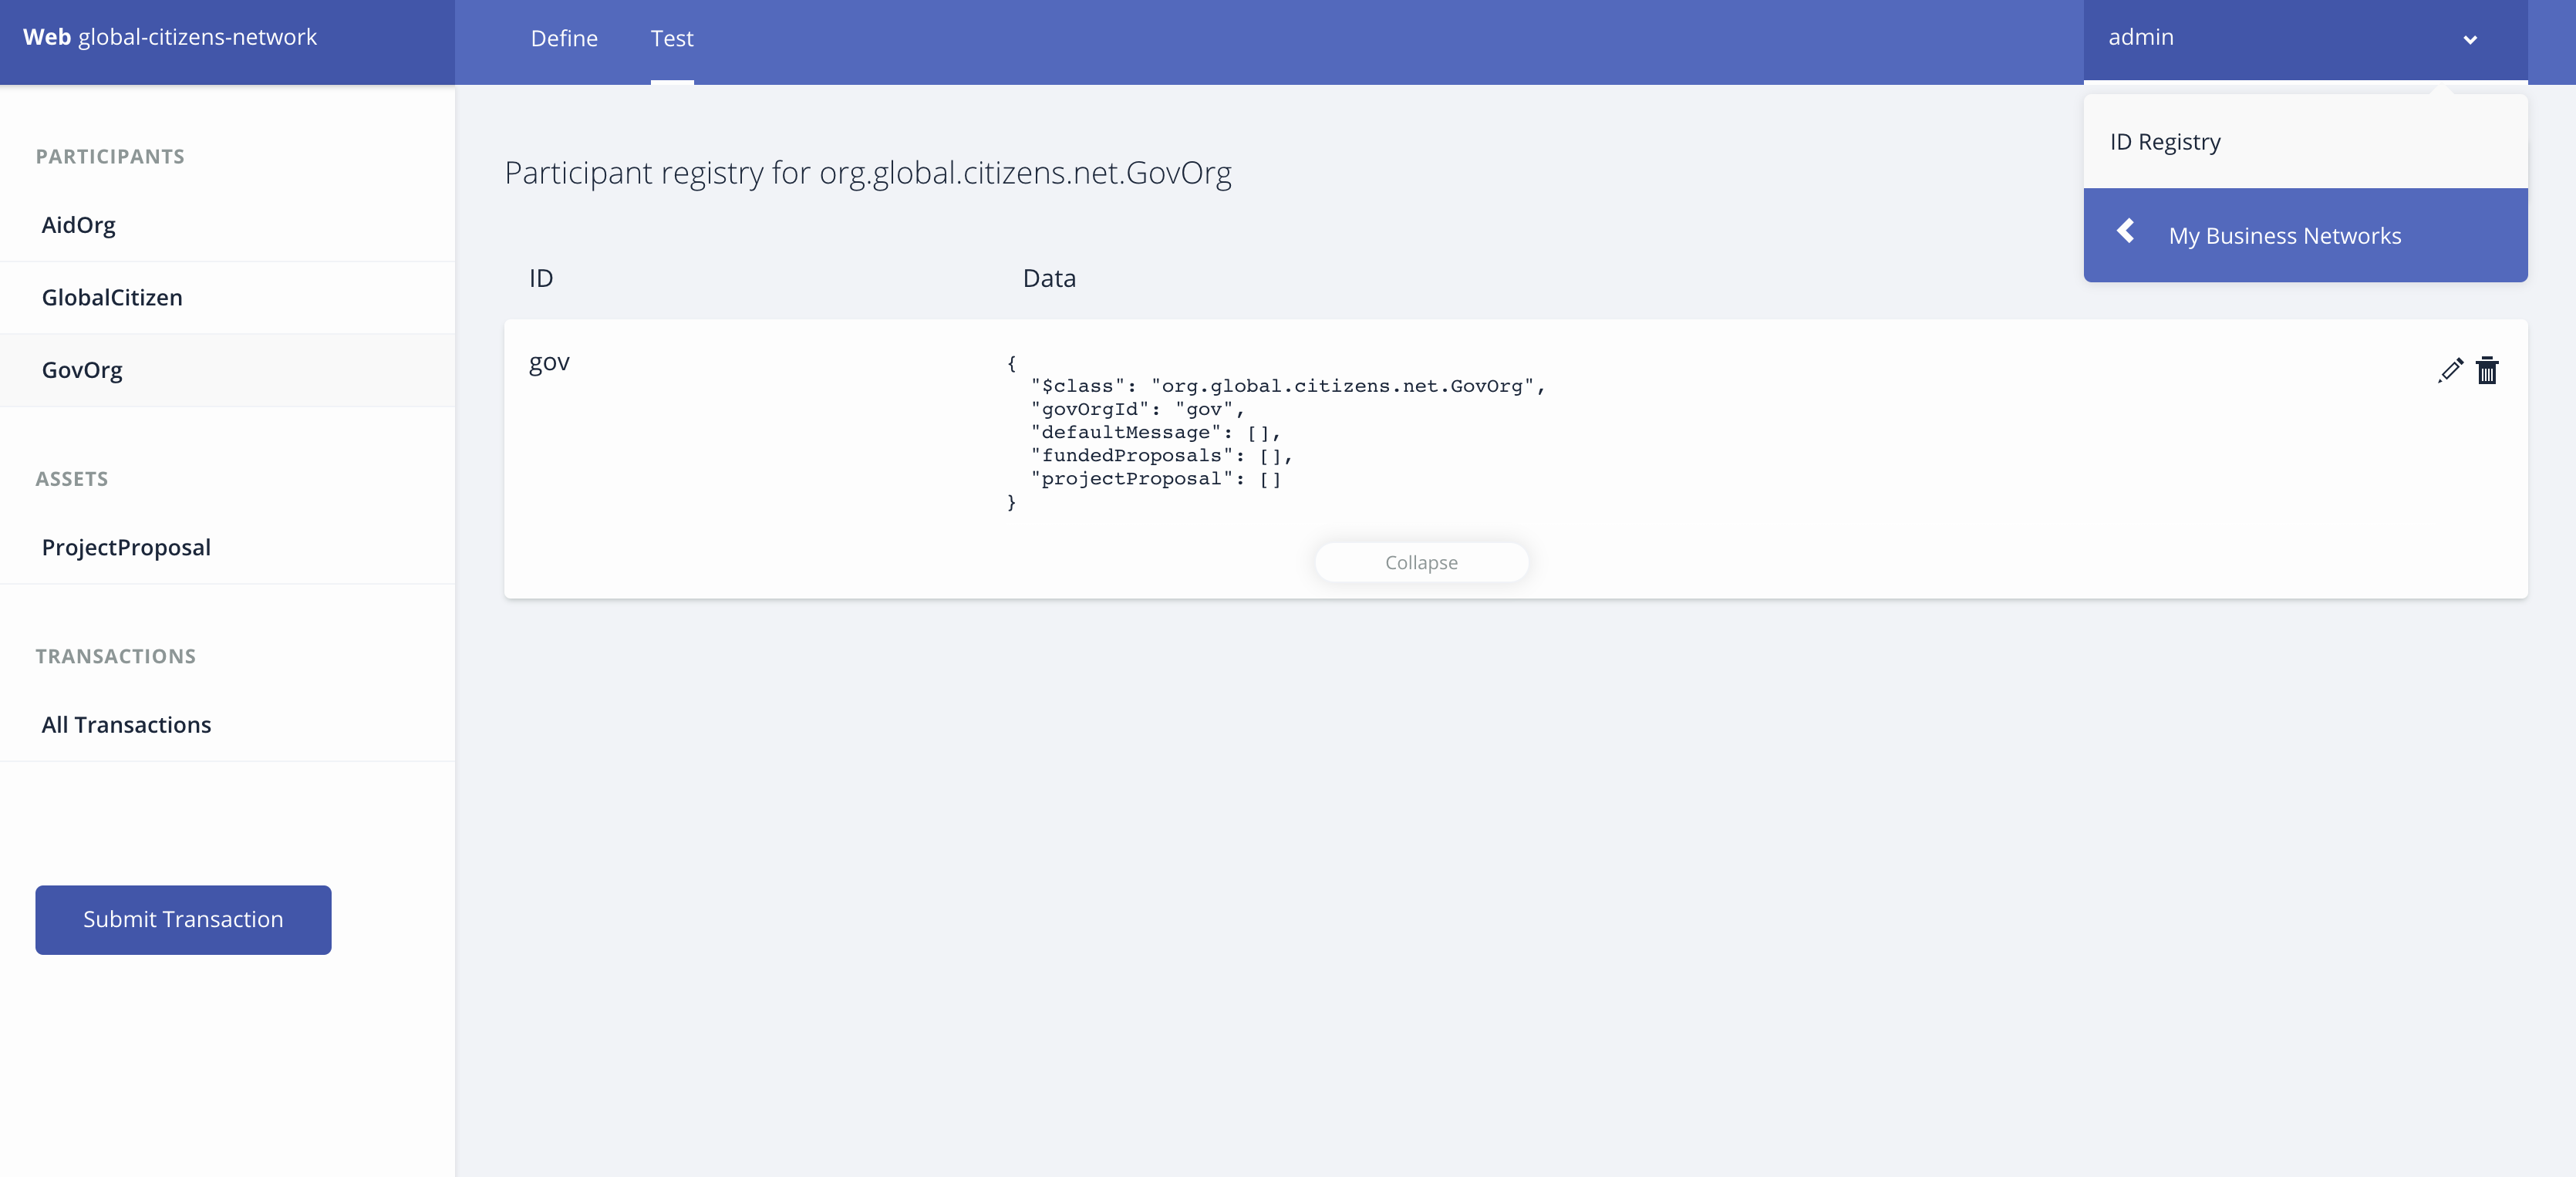 Web global-citizens-network
Define
Test
admin
ID Registry
My Business Networks
PARTICIPANTS
AidOrg
GlobalCitizen
GovOrg
ASSETS
ProjectProposal
TRANSACTIONS
All Transactions
Submit Transaction
Participant registry for org.global.citizens.net.GovOrg
ID
Data
gov
{
"$class": "org.global.citizens.net.GovOrg",
"govOrgId": "gov",
"defaultMessage": [],
"fundedProposals": [],
"projectProposal": []
}
Collapse